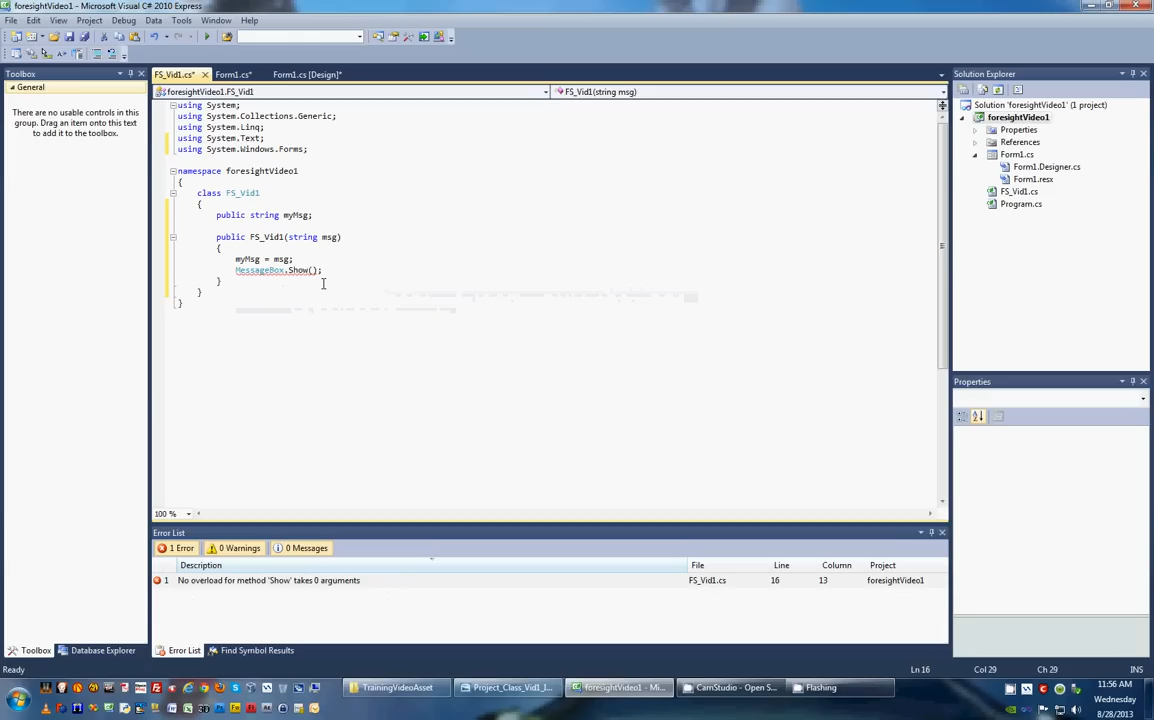 foresightVideo1 - Microsoft Visual C# 2010 Express
File Edit View Project Debug Data Tools Window Help
Toolbox
General
There are no usable controls in this
group. Drag an item onto this text
to add it to the toolbox.
FS_Vid1.cs* Form1.cs* Form1.cs [Design]*
foresightVideo1.FS_Vid1 FS_Vid1(string msg)
using System;
using System.Collections.Generic;
using System.Linq;
using System.Text;
using System.Windows.Forms;
namespace foresightVideo1
{
class FS_Vid1
{
public string myMsg;
public FS_Vid1(string msg)
{
myMsg = msg;
MessageBox.Show();
}
}
}
100 %
Solution Explorer
Solution 'foresightVideo1' (1 project)
foresightVideo1
Properties
References
Form1.cs
Form1.Designer.cs
Form1.resx
FS_Vid1.cs
Program.cs
Properties
Error List
1 Error 0 Warnings 0 Messages
Description File Line Column Project
1 No overload for method 'Show' takes 0 arguments FS_Vid1.cs 16 13 foresightVideo1
Toolbox Database Explorer Error List Find Symbol Results
Ready Ln 16 Col 29 Ch 29 INS
TrainingVideoAsset Project_Class_Vid1_I... foresightVideo1 - Mi... CamStudio - Open S... Flashing
11:56 AM
Wednesday
8/28/2013